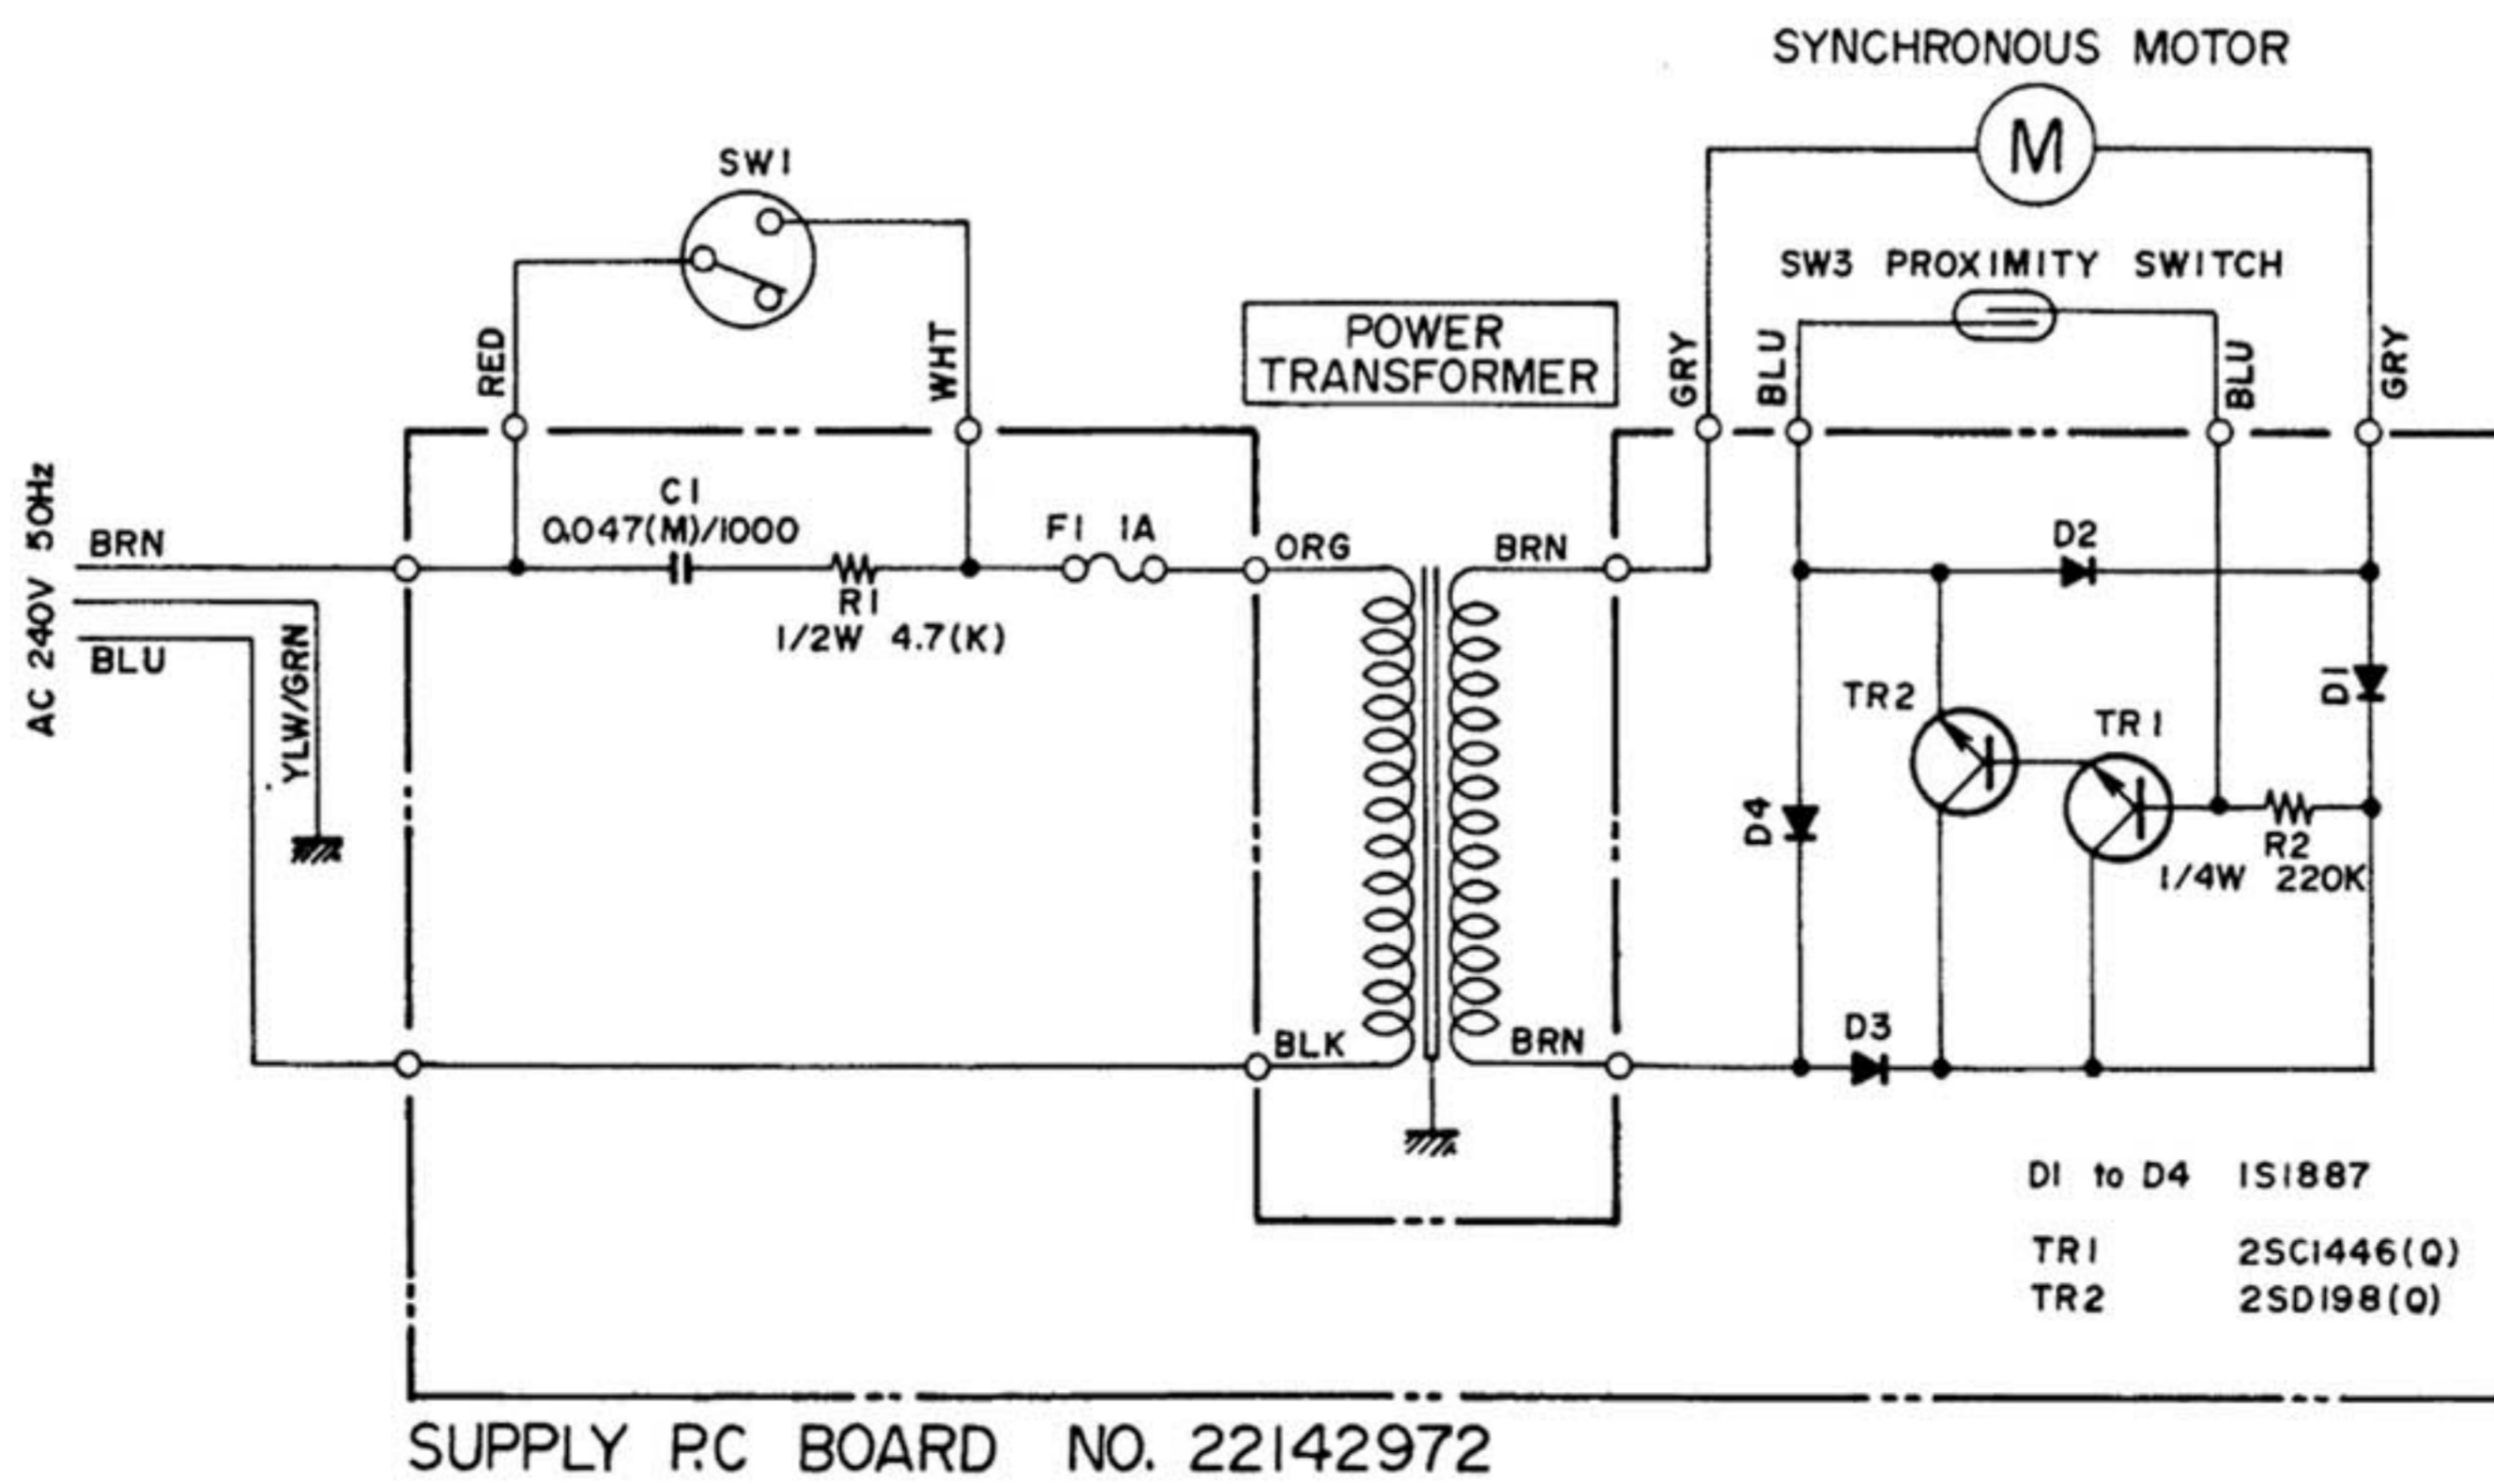 SYNCHRONOUS MOTOR
M
SW1
SW3 PROXIMITY SWITCH
POWER
TRANSFORMER
RED
WHT
GRY
BLU
BLU
GRY
AC 240V 50Hz
BRN
BLU
YLW/GRN
C1
0.047(M)/1000
R1
1/2W 4.7(K)
F1 1A
ORG
BRN
D2
D1
TR2
TR1
D4
R2
1/4W 220K
BLK
BRN
D3
D1 to D4 1S1887
TR1 2SC1446(Q)
TR2 2SD198(Q)
SUPPLY P.C BOARD NO. 22142972